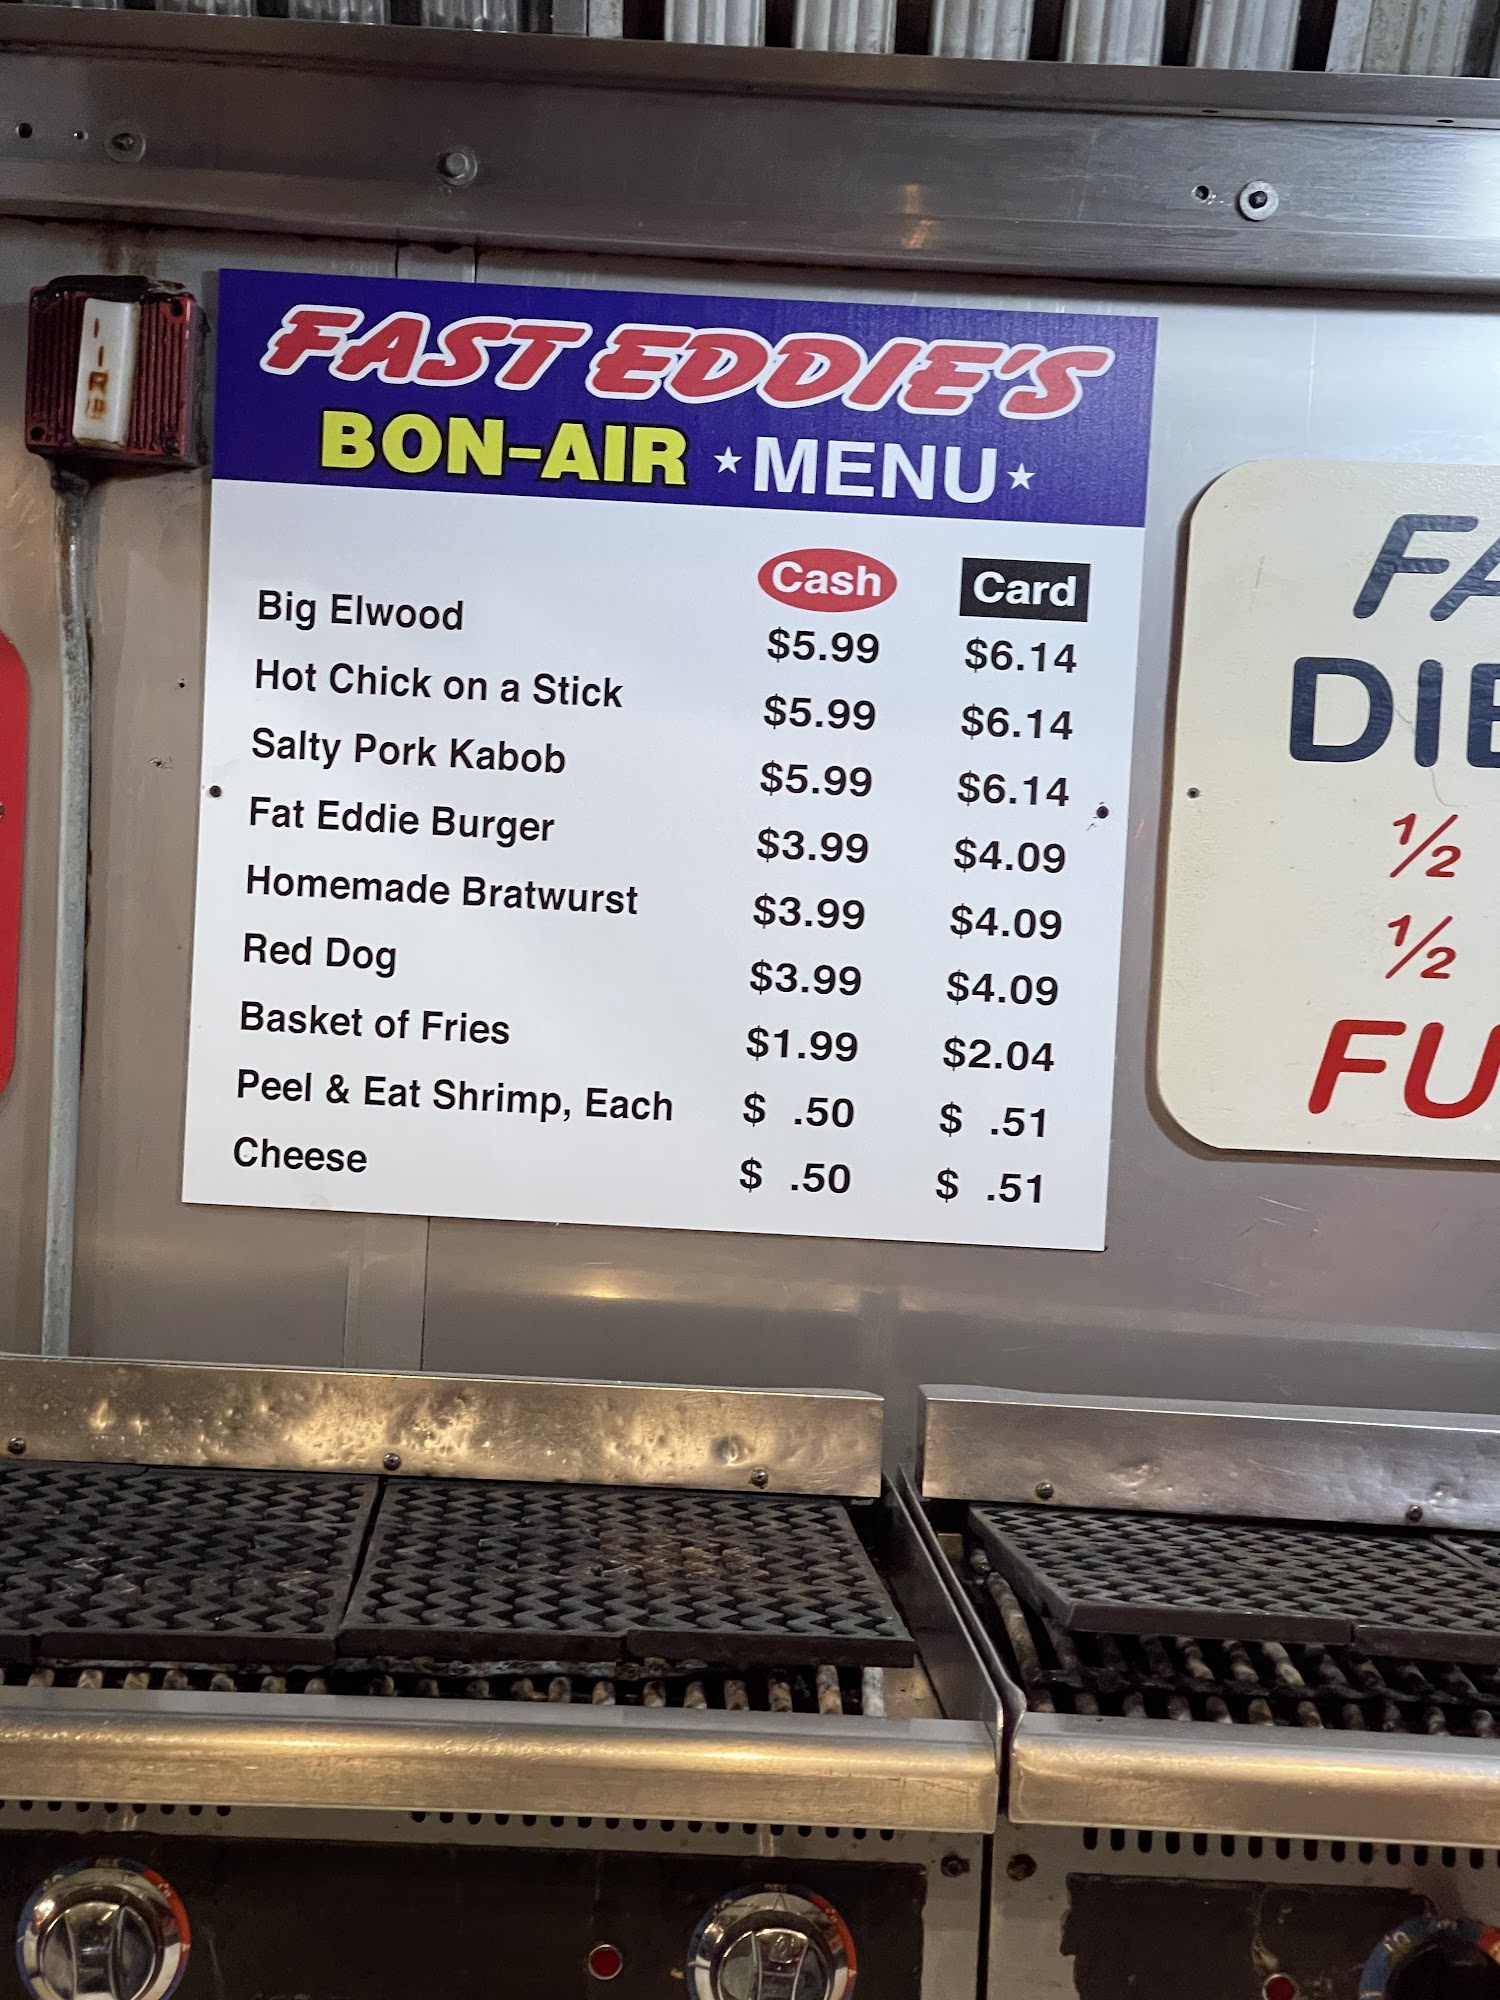 FAST EDDIE'S
BON-AIR ★MENU★
Cash Card
Big Elwood $5.99 $6.14
Hot Chick on a Stick $5.99 $6.14
Salty Pork Kabob $5.99 $6.14
Fat Eddie Burger $3.99 $4.09
Homemade Bratwurst $3.99 $4.09
Red Dog $3.99 $4.09
Basket of Fries $1.99 $2.04
Peel & Eat Shrimp, Each $ .50 $ .51
Cheese $ .50 $ .51
FA
DIE
1/2
1/2
FU